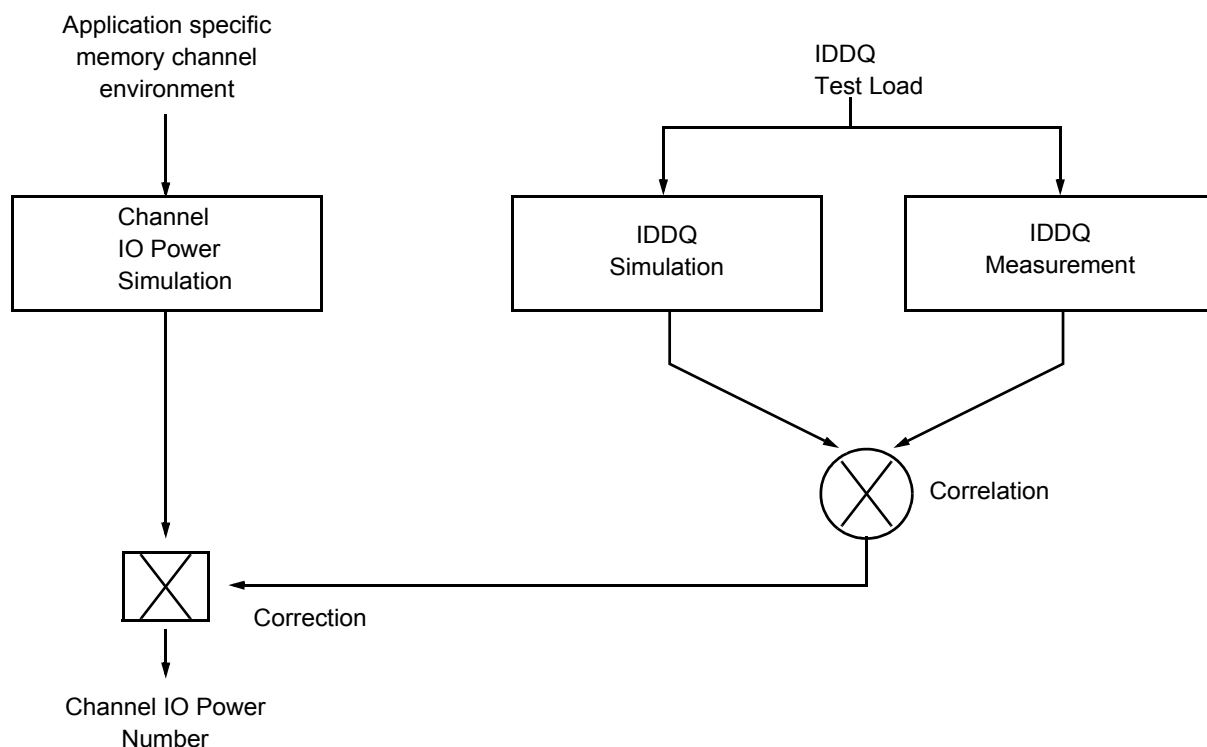 Application specific
memory channel
environment
IDDQ
Test Load
Channel
IO Power
Simulation
IDDQ
Simulation
IDDQ
Measurement
Correlation
Correction
Channel IO Power
Number